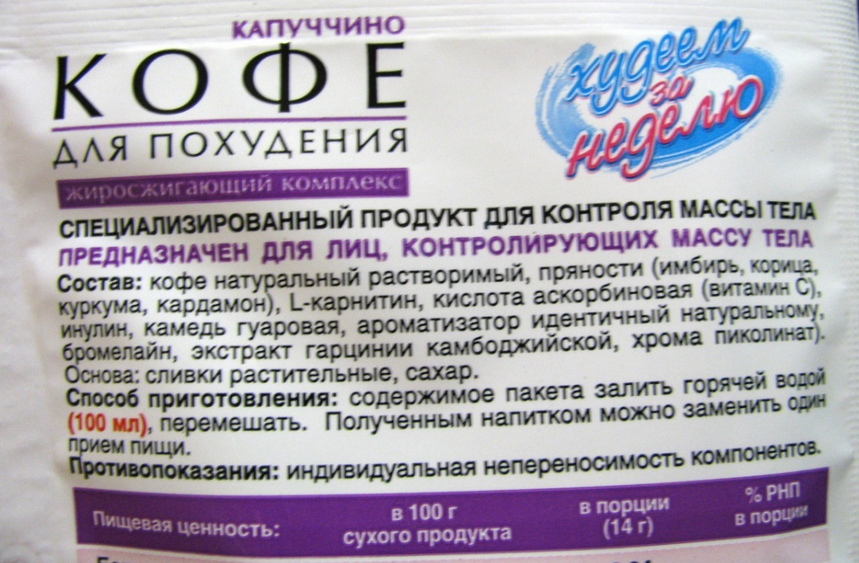 КАПУЧЧИНО
КОФЕ
ДЛЯ ПОХУДЕНИЯ
жиросжигающий комплекс
худеем
за
неделю
СПЕЦИАЛИЗИРОВАННЫЙ ПРОДУКТ ДЛЯ КОНТРОЛЯ МАССЫ ТЕЛА
ПРЕДНАЗНАЧЕН ДЛЯ ЛИЦ, КОНТРОЛИРУЮЩИХ МАССУ ТЕЛА
Состав: кофе натуральный растворимый, пряности (имбирь, корица,
куркума, кардамон), L-карнитин, кислота аскорбиновая (витамин С),
инулин, камедь гуаровая, ароматизатор идентичный натуральному,
бромелайн, экстракт гарцинии камбоджийской, хрома пиколинат).
Основа: сливки растительные, сахар.
Способ приготовления: содержимое пакета залить горячей водой
(100 мл), перемешать. Полученным напитком можно заменить один
прием пищи.
Противопоказания: индивидуальная непереносимость компонентов.
Пищевая ценность:
в 100 г
сухого продукта
в порции
(14 г)
% РНП
в порции